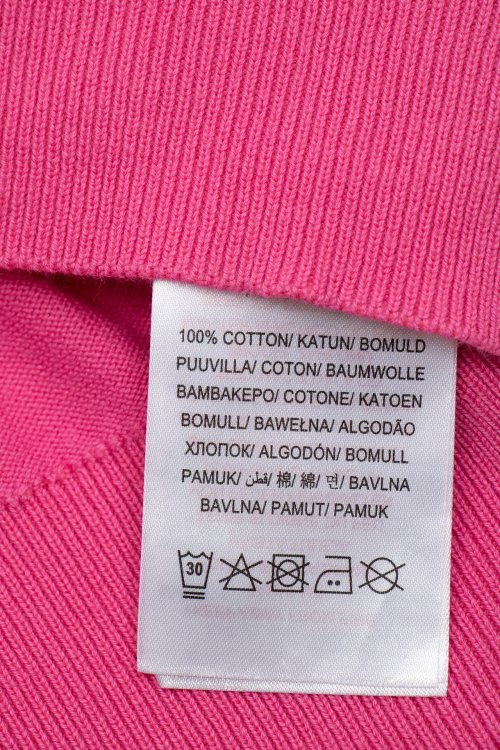 100% COTTON/ KATUN/ BOMULD
PUUVILLA/ COTON/ BAUMWOLLE
BAMBAKEPO/ COTONE/ KATOEN
BOMULL/ BAWEŁNA/ ALGODÃO
ХЛОПОК/ ALGODÓN/ BOMULL
PAMUK/ قطن/ 棉/ 綿/ 면/ BAVLNA
BAVLNA/ PAMUT/ PAMUK
30